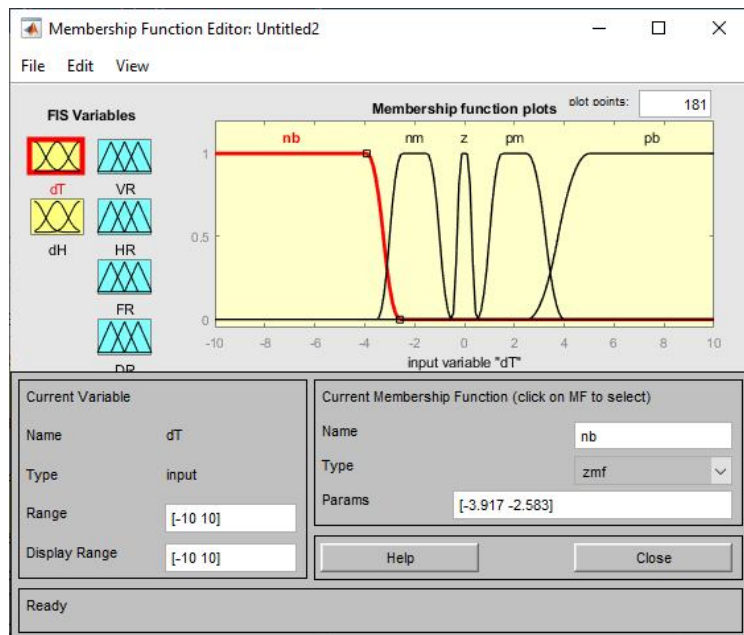 Membership Function Editor: Untitled2
File Edit View
FIS Variables
dT
VR
dH
HR
FR
DR
Membership function plots
plot points:
181
nb nm z pm pb
1
0.5
0
-10 -8 -6 -4 -2 0 2 4 6 8 10
input variable "dT"
Current Variable
Name dT
Type input
Range [-10 10]
Display Range [-10 10]
Current Membership Function (click on MF to select)
Name nb
Type zmf
Params [-3.917 -2.583]
Help Close
Ready